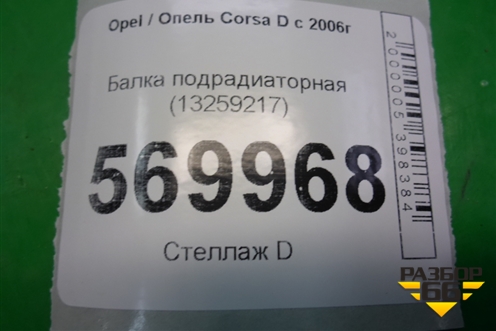 Opel / Опель Corsa D с 2006г
Балка подрадиаторная
(13259217)
569968
Стеллаж D
2000005398384
РАЗБОР
66